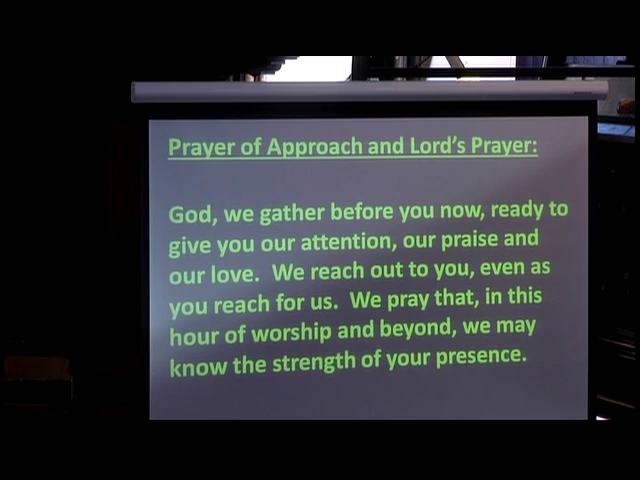 Prayer of Approach and Lord's Prayer:
God, we gather before you now, ready to
give you our attention, our praise and
our love.  We reach out to you, even as
you reach for us.  We pray that, in this
hour of worship and beyond, we may
know the strength of your presence.